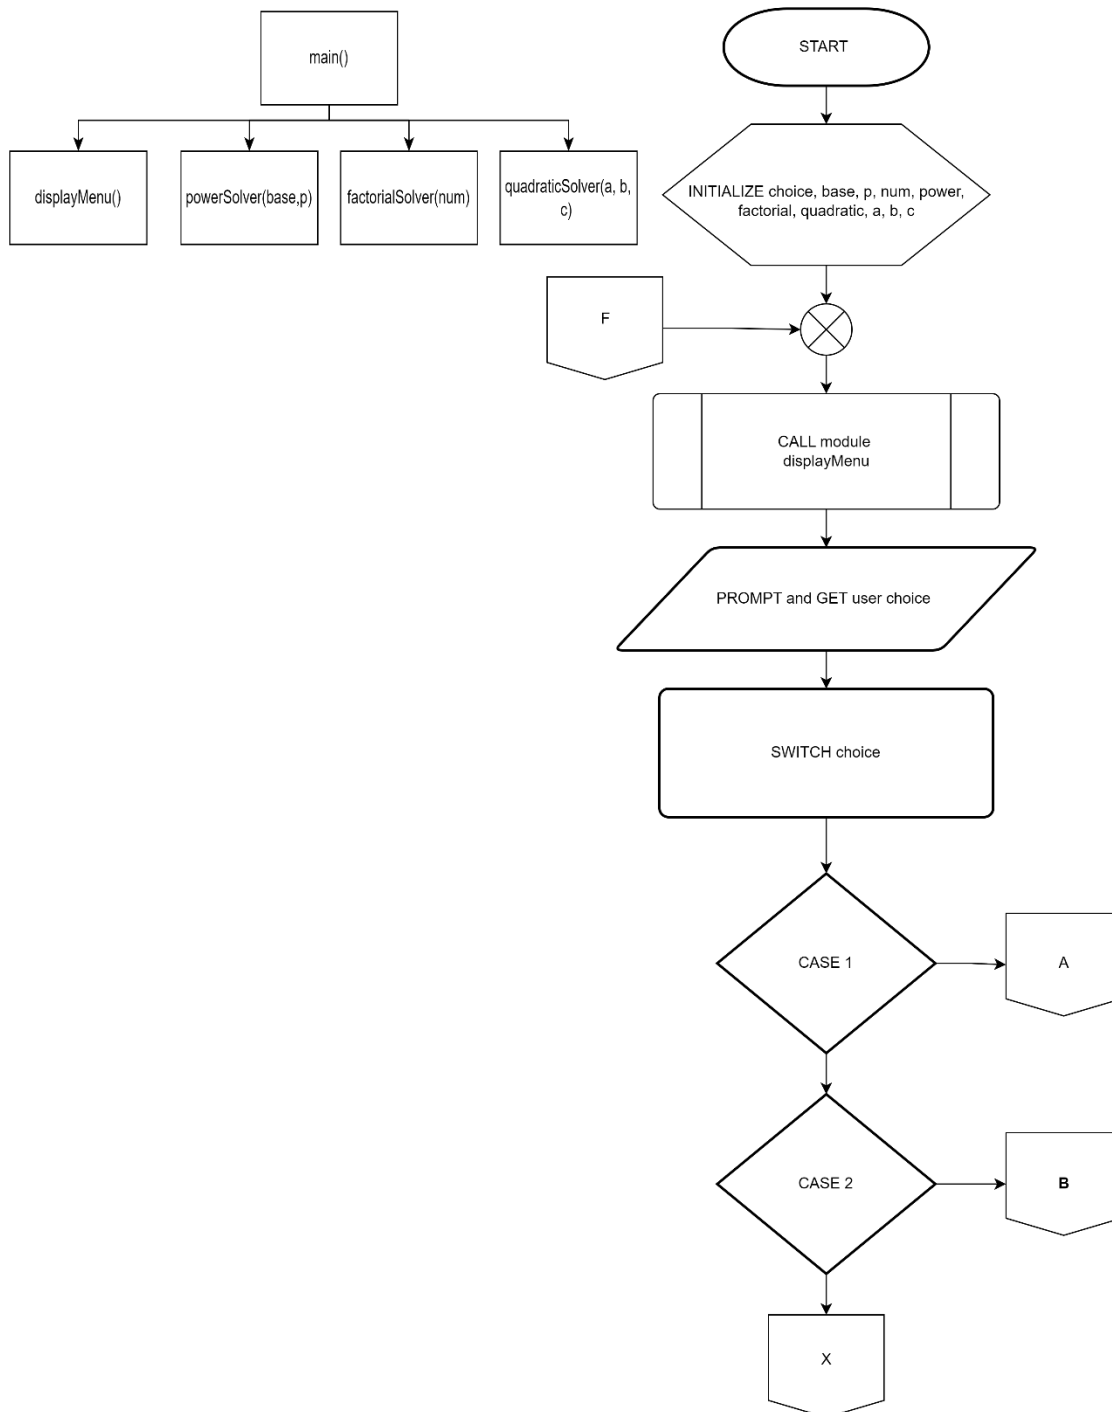 main()
displayMenu()
powerSolver(base,p)
factorialSolver(num)
quadraticSolver(a, b,
c)
START
INITIALIZE choice, base, p, num, power,
factorial, quadratic, a, b, c
F
CALL module
displayMenu
PROMPT and GET user choice
SWITCH choice
CASE 1
A
CASE 2
B
X